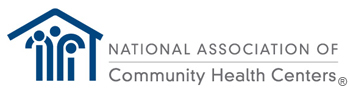 NATIONAL ASSOCIATION OF
Community Health Centers®